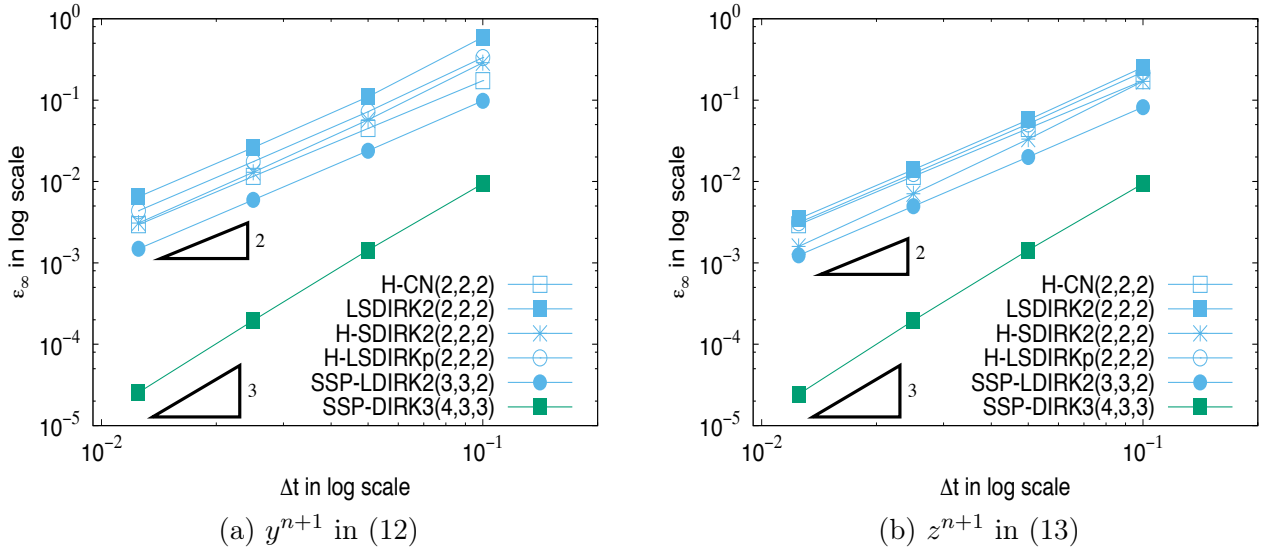 10^0
10^-1
10^-2
10^-3
10^-4
10^-5
ε∞ in log scale
2
3
H-CN(2,2,2)
LSDIRK2(2,2,2)
H-SDIRK2(2,2,2)
H-LSDIRKp(2,2,2)
SSP-LDIRK2(3,3,2)
SSP-DIRK3(4,3,3)
10^-2
10^-1
Δt in log scale
(a) y^{n+1} in (12)
10^0
10^-1
10^-2
10^-3
10^-4
10^-5
ε∞ in log scale
2
3
H-CN(2,2,2)
LSDIRK2(2,2,2)
H-SDIRK2(2,2,2)
H-LSDIRKp(2,2,2)
SSP-LDIRK2(3,3,2)
SSP-DIRK3(4,3,3)
10^-2
10^-1
Δt in log scale
(b) z^{n+1} in (13)